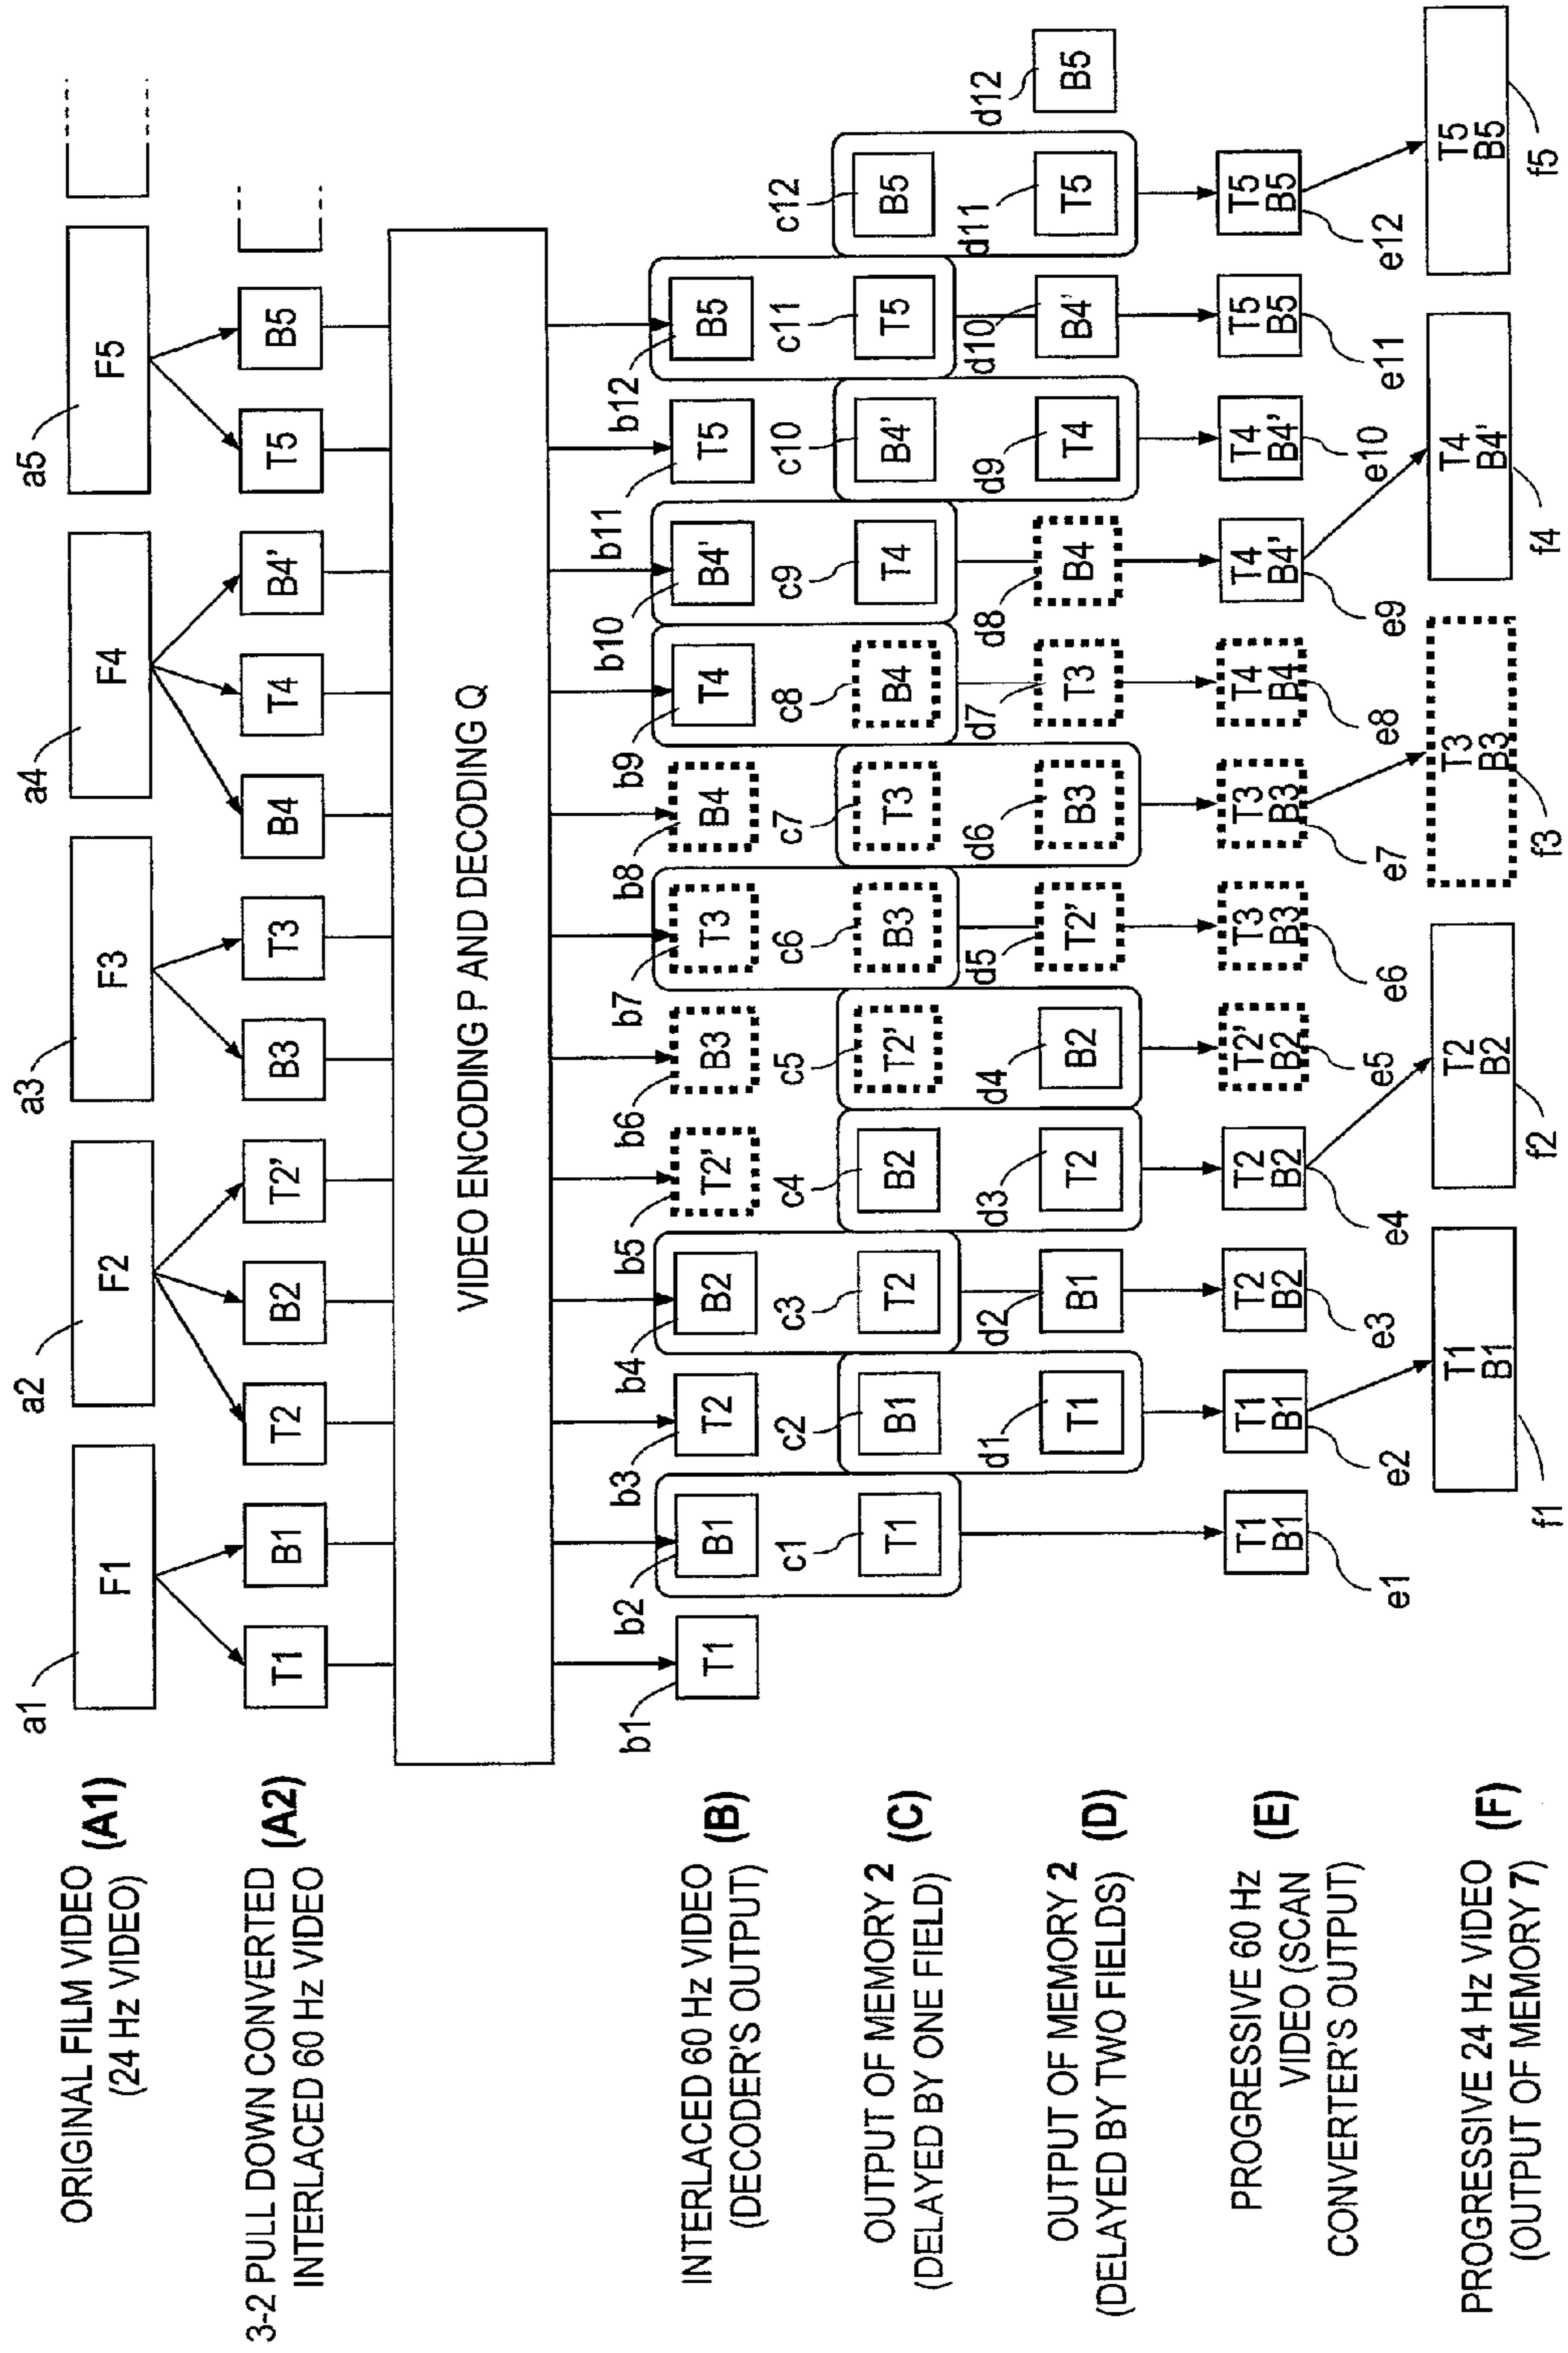 ORIGINAL FILM VIDEO (A1)
(24 Hz VIDEO)
a1 a2 a3 a4 a5
F1 F2 F3 F4 F5
3-2 PULL DOWN CONVERTED (A2)
INTERLACED 60 Hz VIDEO
T1 B1 T2 B2 T2' B3 T3 B4 T4 B4' T5 B5
VIDEO ENCODING P AND DECODING Q
b1 b2 b3 b4 b5 b6 b7 b8 b9 b10 b11 b12
INTERLACED 60 Hz VIDEO (B)
(DECODER'S OUTPUT)
T1 B1 T2 B2 T2' B3 T3 B4 T4 B4' T5 B5
c1 c2 c3 c4 c5 c6 c7 c8 c9 c10 c11 c12
OUTPUT OF MEMORY 2 (C)
(DELAYED BY ONE FIELD)
T1 B1 T2 B2 T2' B3 T3 B4 T4 B4' T5 B5
d1 d2 d3 d4 d5 d6 d7 d8 d9 d10 d11 d12
OUTPUT OF MEMORY 2 (D)
(DELAYED BY TWO FIELDS)
T1 B1 T2 B2 T2' B3 T3 B4 T4 B4' T5 B5
PROGRESSIVE 60 Hz (E)
VIDEO (SCAN
CONVERTER'S OUTPUT)
T1 T1 T2 T2 T2' T3 T3 T4 T4 T4 T5 T5
B1 B1 B2 B2 B2 B3 B3 B4 B4' B4' B5 B5
e1 e2 e3 e4 e5 e6 e7 e8 e9 e10 e11 e12
PROGRESSIVE 24 Hz VIDEO (F)
(OUTPUT OF MEMORY 7)
T1 T2 T3 T4 T5
B1 B2 B3 B4' B5
f1 f2 f3 f4 f5